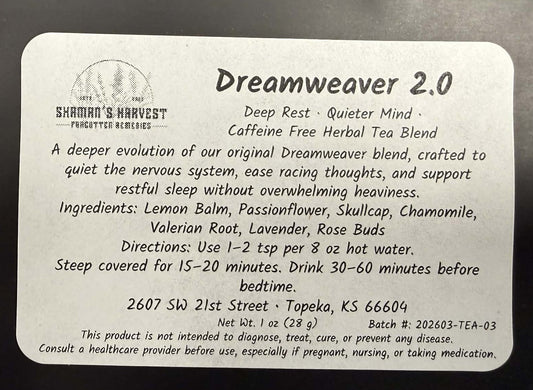 Dreamweaver 2.0
SHAMAN'S HARVEST
FORGOTTEN REMEDIES
Deep Rest · Quieter Mind ·
Caffeine Free Herbal Tea Blend
A deeper evolution of our original Dreamweaver blend, crafted to
quiet the nervous system, ease racing thoughts, and support
restful sleep without overwhelming heaviness.
Ingredients: Lemon Balm, Passionflower, Skullcap, Chamomile,
Valerian Root, Lavender, Rose Buds
Directions: Use 1-2 tsp per 8 oz hot water.
Steep covered for 15-20 minutes. Drink 30-60 minutes before
bedtime.
2607 SW 21st Street · Topeka, KS 66604
Net Wt. 1 oz (28 g) Batch #: 202603-TEA-03
This product is not intended to diagnose, treat, cure, or prevent any disease.
Consult a healthcare provider before use, especially if pregnant, nursing, or taking medication.